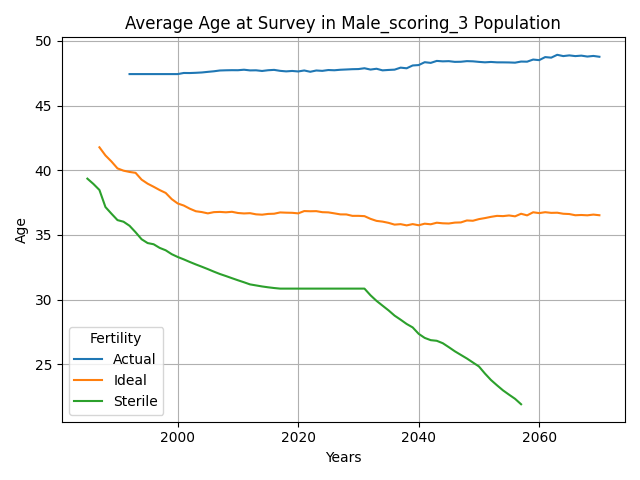 Average Age at Survey in Male_scoring_3 Population
50
45
40
35
30
25
Age
Fertility
Actual
Ideal
Sterile
2000
2020
2040
2060
Years